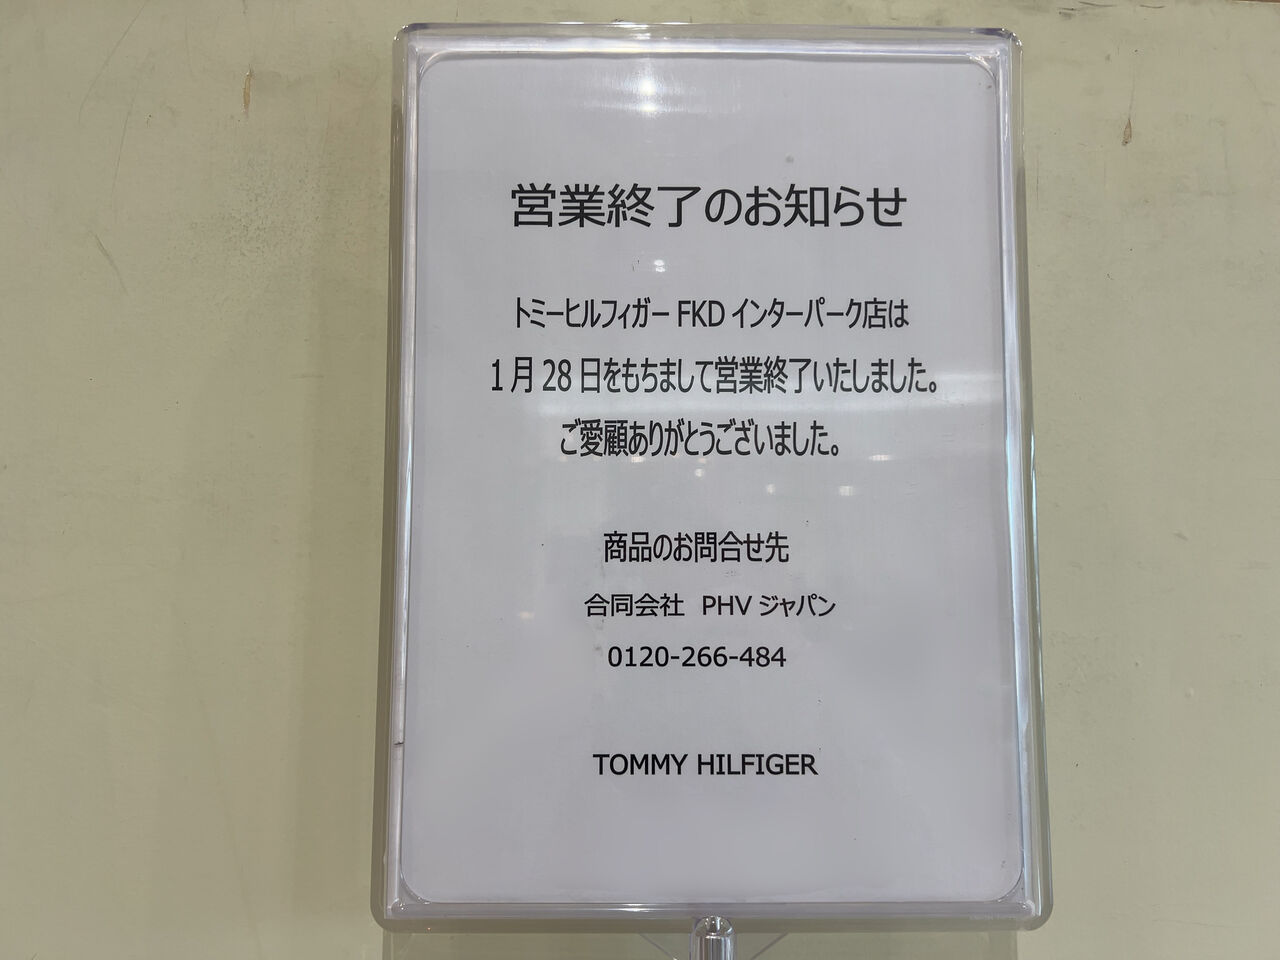 営業終了のお知らせ
トミーヒルフィガー FKD インターパーク店は
1 月 28 日をもちまして営業終了いたしました。
ご愛顧ありがとうございました。
商品のお問合せ先
合同会社 PHV ジャパン
0120-266-484
TOMMY HILFIGER